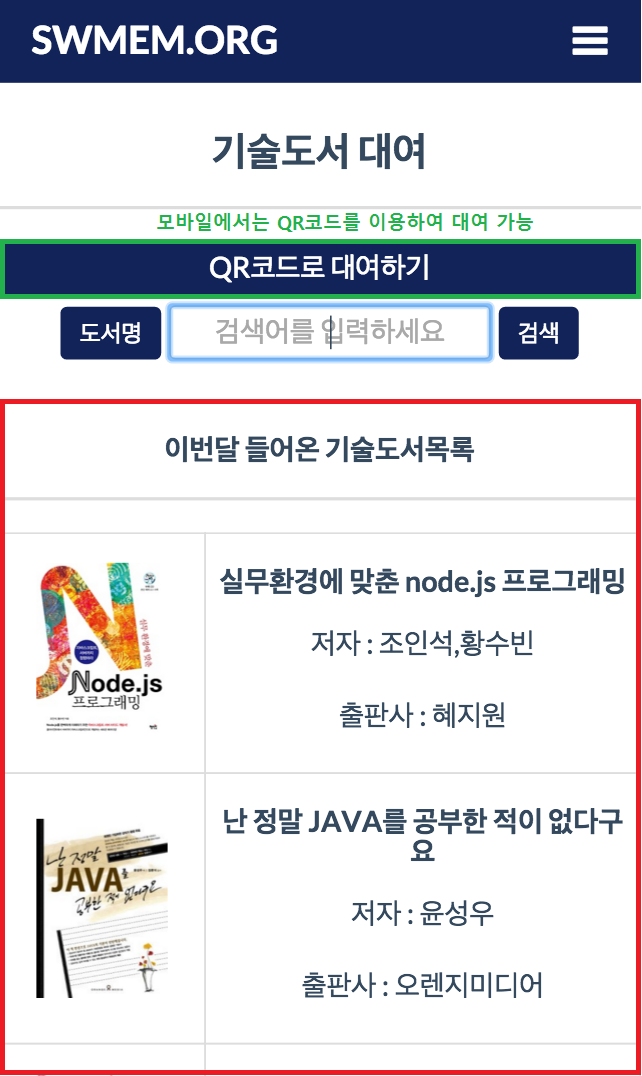 SWMEM.ORG
기술도서 대여
모바일에서는 QR코드를 이용하여 대여 가능
QR코드로 대여하기
도서명 검색어를 입력하세요 검색
이번달 들어온 기술도서목록
실무환경에 맞춘
Node.js
프로그래밍
실무환경에 맞춘 node.js 프로그래밍
저자 : 조인석,황수빈
출판사 : 혜지원
난 정말
JAVA를
공부한 적이 없다구요
난 정말 JAVA를 공부한 적이 없다구
요
저자 : 윤성우
출판사 : 오렌지미디어